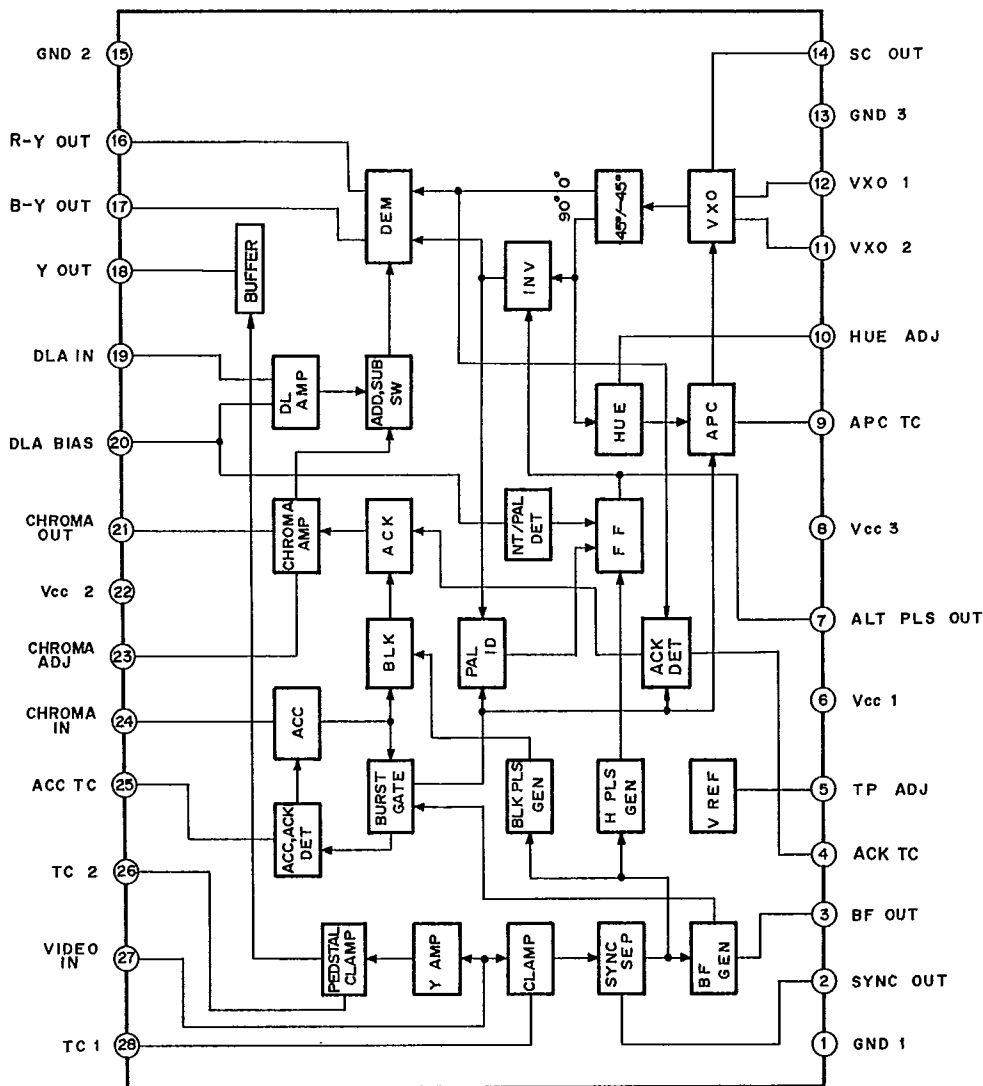 GND 2
15
R-Y OUT
16
B-Y OUT
17
Y OUT
18
DLA IN
19
DLA BIAS
20
CHROMA
OUT
21
Vcc 2
22
CHROMA
ADJ
23
CHROMA
IN
24
ACC TC
25
TC 2
26
VIDEO
IN
27
TC 1
28
14
SC OUT
13
GND 3
12
VXO 1
11
VXO 2
10
HUE ADJ
9
APC TC
8
Vcc 3
7
ALT PLS OUT
6
Vcc 1
5
TP ADJ
4
ACK TC
3
BF OUT
2
SYNC OUT
1
GND 1
DEM
90° 0°
45°/-45°
VXO
BUFFER
INV
DL
AMP
ADD,SUB
SW
HUE
APC
CHROMA
AMP
ACK
NT/PAL
DET
FF
BLK
PAL
ID
ACK
DET
ACC
ACC,ACK
DET
BURST
GATE
BLK PLS
GEN
H PLS
GEN
V REF
PEDSTAL
CLAMP
Y AMP
CLAMP
SYNC
SEP
BF
GEN